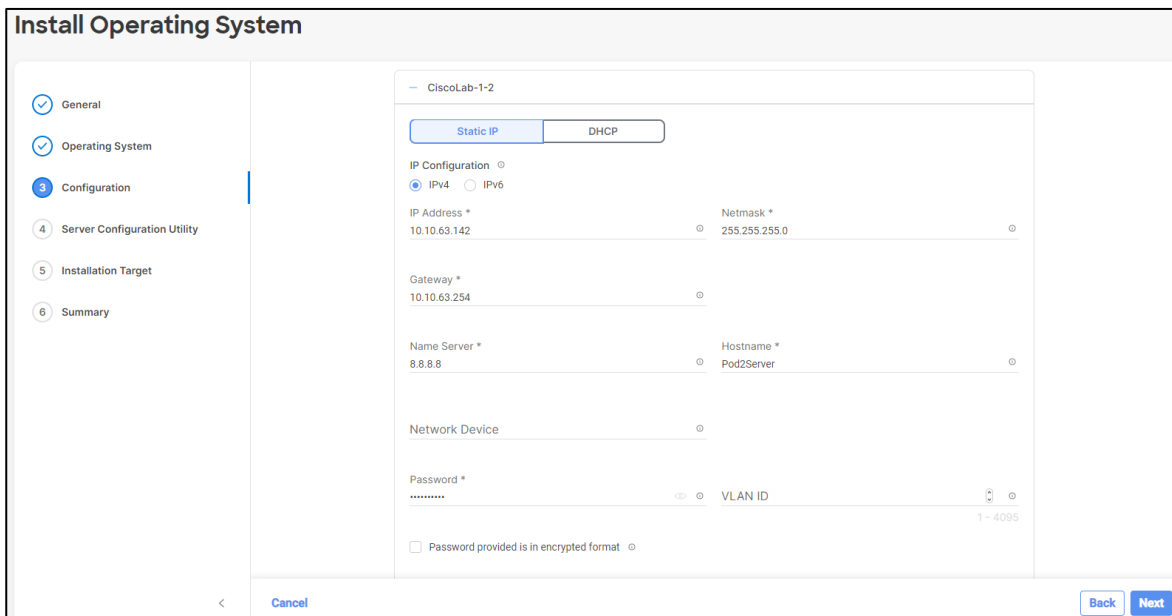 Install Operating System
General
Operating System
3 Configuration
4 Server Configuration Utility
5 Installation Target
6 Summary
CiscoLab-1-2
Static IP DHCP
IP Configuration
IPv4 IPv6
IP Address * Netmask *
10.10.63.142 255.255.255.0
Gateway *
10.10.63.254
Name Server * Hostname *
8.8.8.8 Pod2Server
Network Device
Password *
•••••••••• VLAN ID
1 - 4095
Password provided is in encrypted format
Cancel Back Next